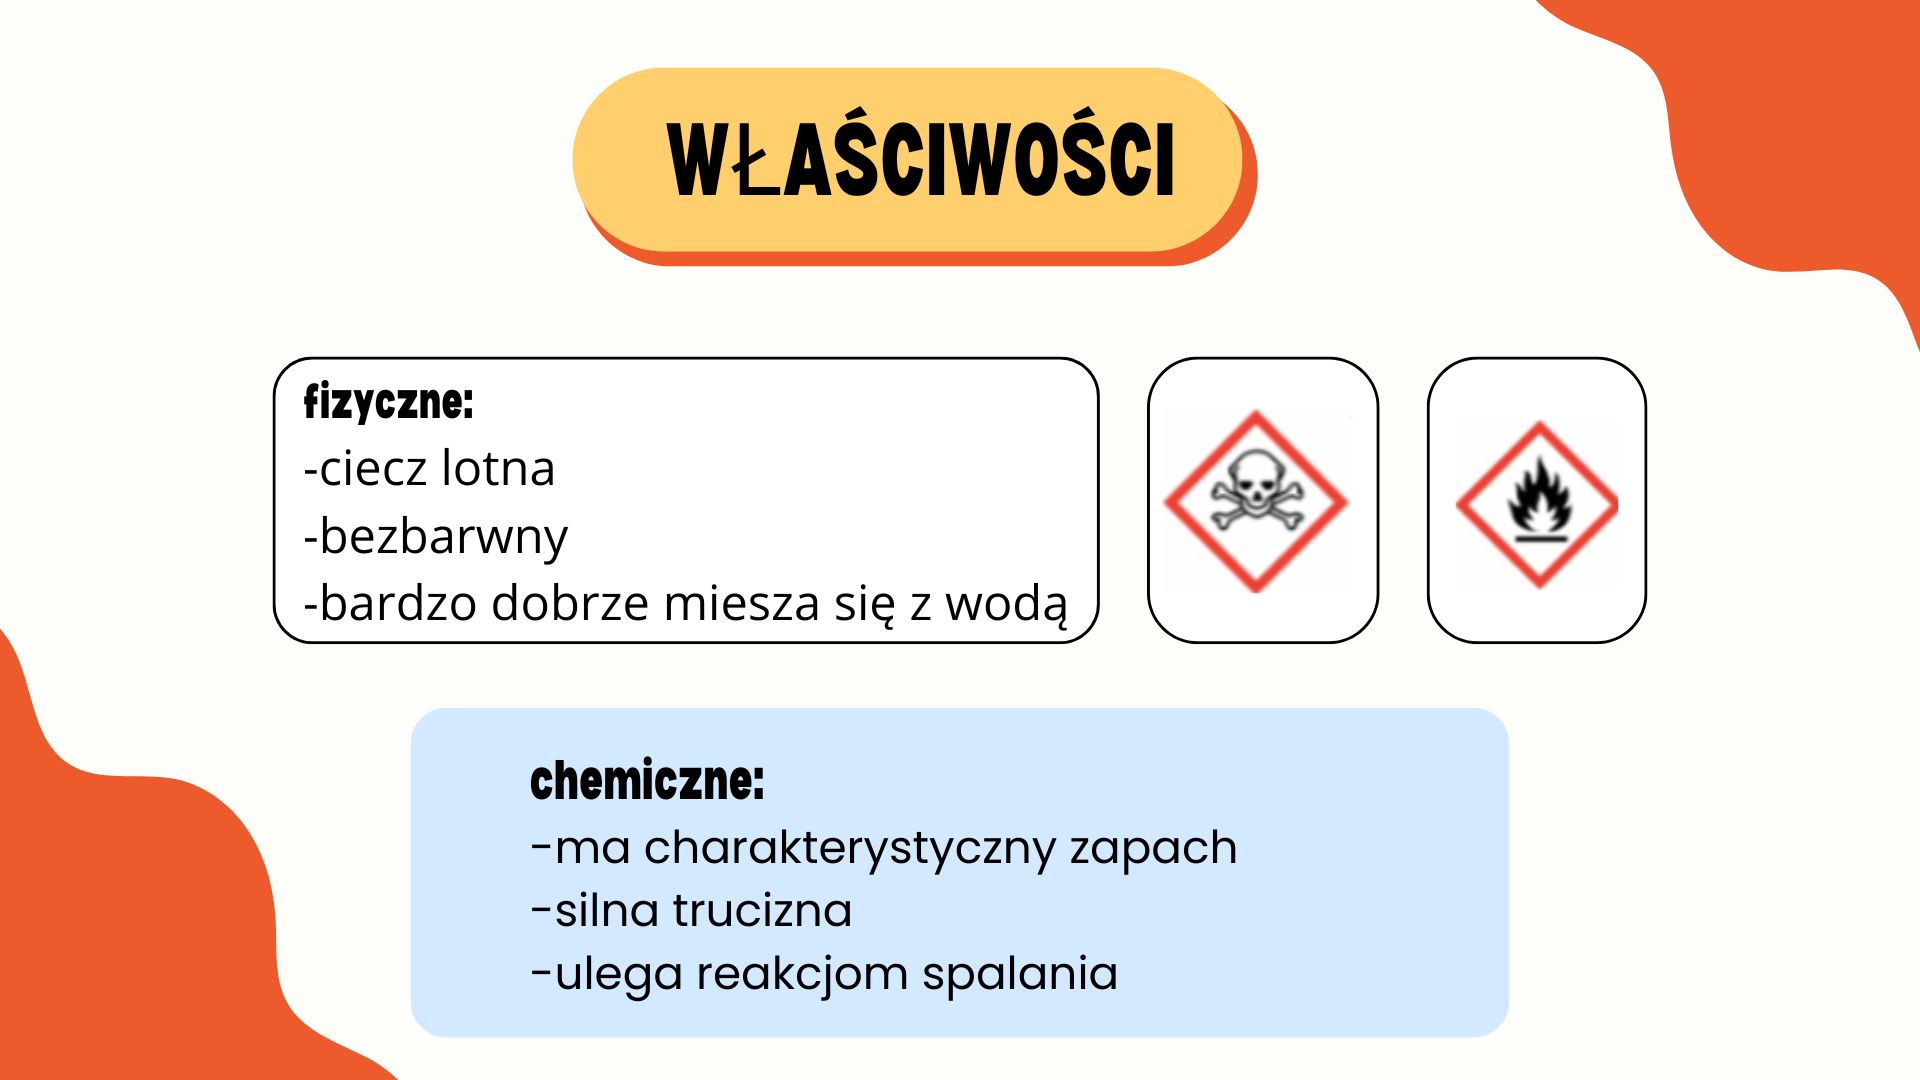 WŁAŚCIWOŚCI
fizyczne:
-ciecz lotna
-bezbarwny
-bardzo dobrze miesza się z wodą
chemiczne:
-ma charakterystyczny zapach
-silna trucizna
-ulega reakcjom spalania